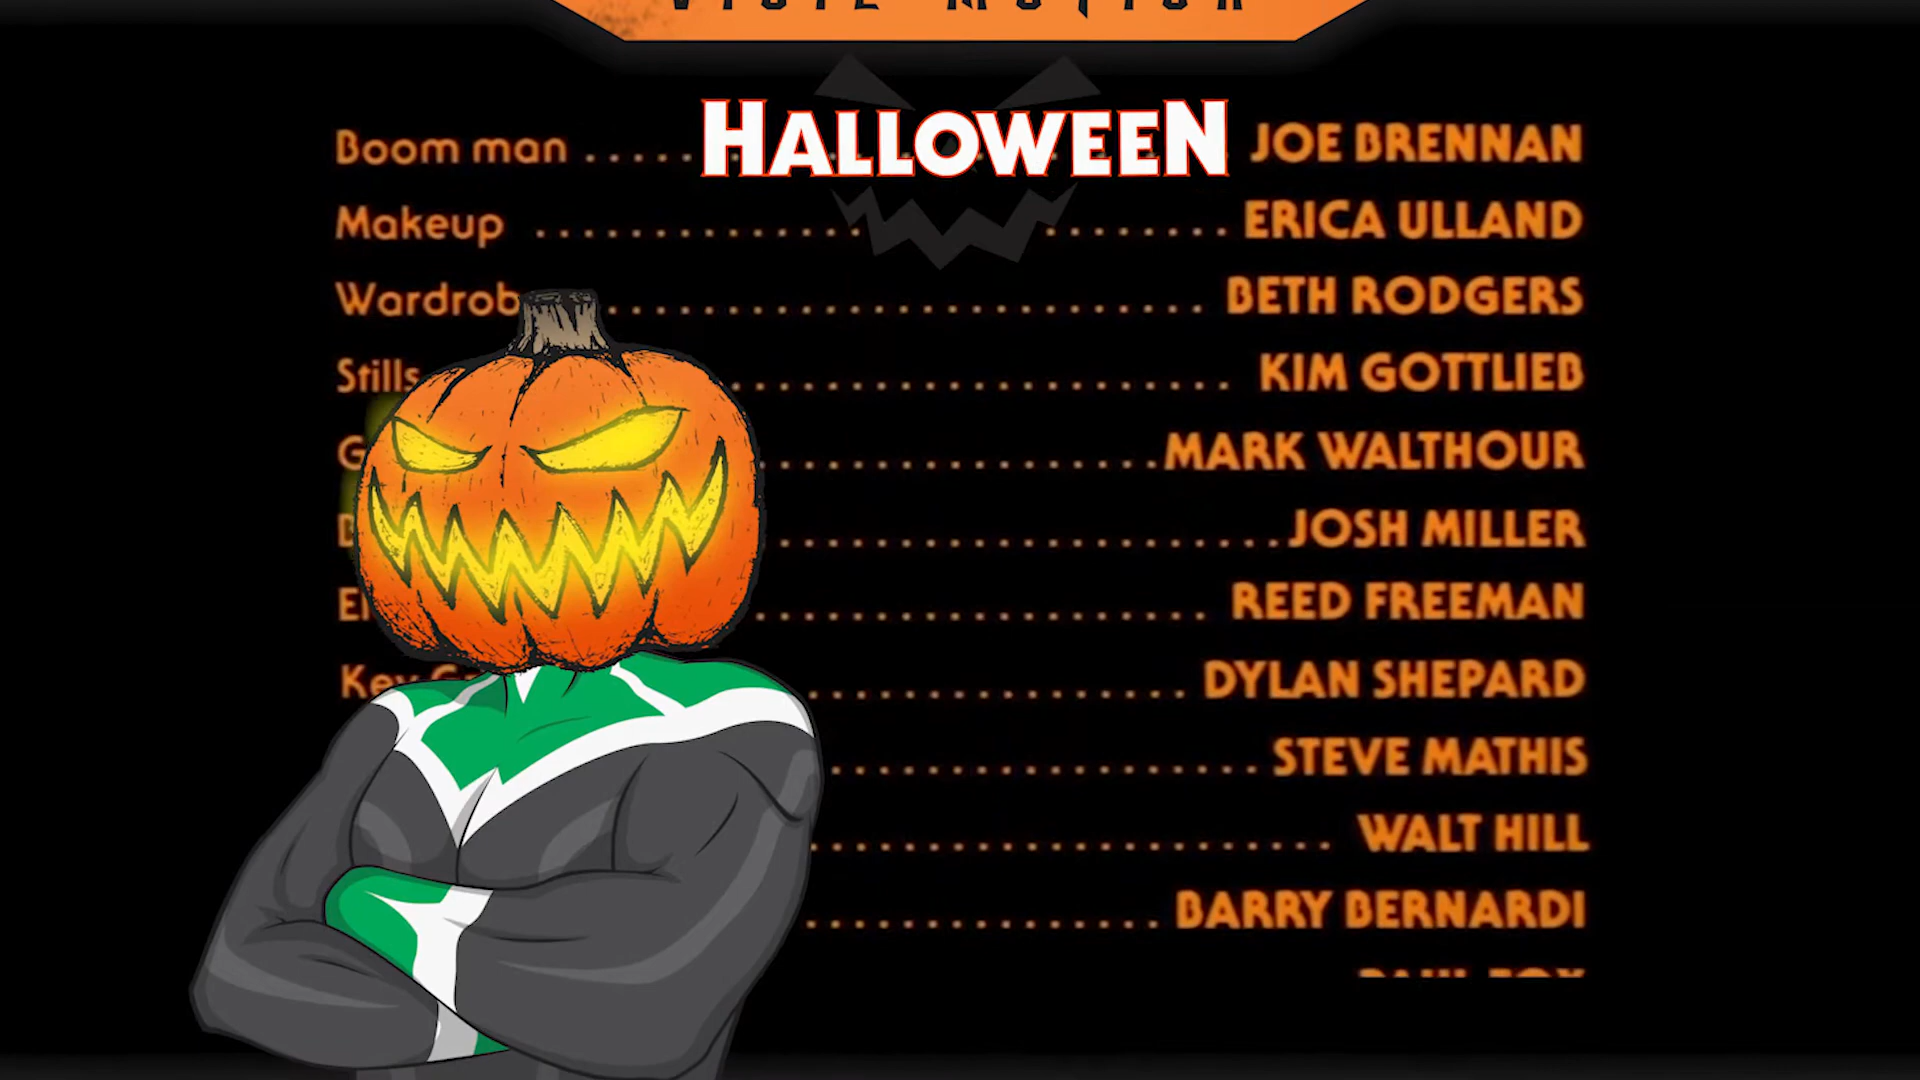 HALLOWEEN
Boom man ..... JOE BRENNAN
Makeup ...................... ERICA ULLAND
Wardrob ......................... BETH RODGERS
Stills ..................... KIM GOTTLIEB
................. MARK WALTHOUR
..................... JOSH MILLER
................... REED FREEMAN
Key ................ DYLAN SHEPARD
.................. STEVE MATHIS
...................... WALT HILL
............... BARRY BERNARDI